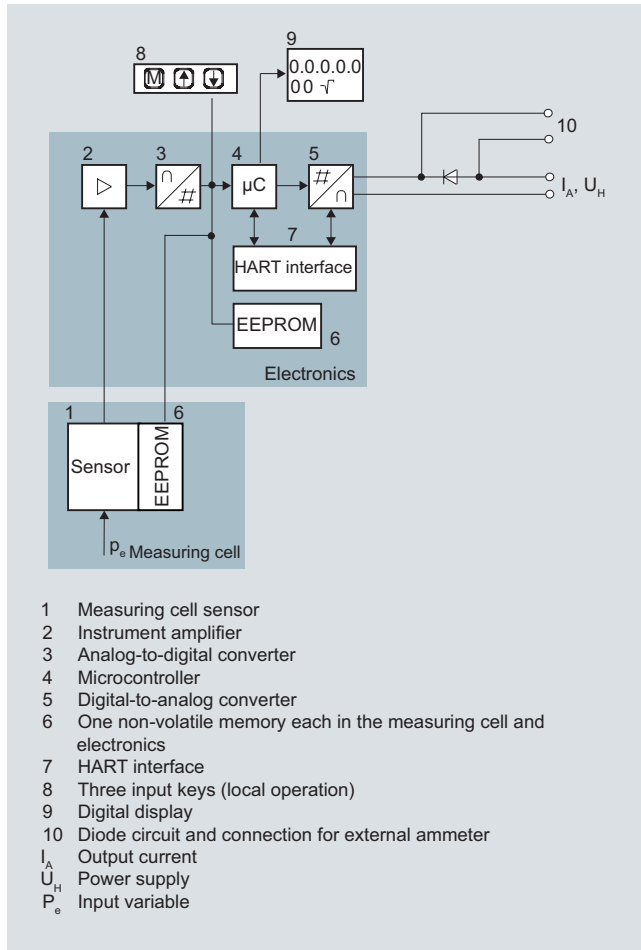 8
9
M
0.0.0.0.0
0 0 √
10
2
3
4
5
∩
#
µC
#
∩
I_A, U_H
7
HART interface
EEPROM
6
Electronics
1
6
Sensor
EEPROM
p_e Measuring cell
1 Measuring cell sensor
2 Instrument amplifier
3 Analog-to-digital converter
4 Microcontroller
5 Digital-to-analog converter
6 One non-volatile memory each in the measuring cell and
electronics
7 HART interface
8 Three input keys (local operation)
9 Digital display
10 Diode circuit and connection for external ammeter
I_A Output current
U_H Power supply
P_e Input variable